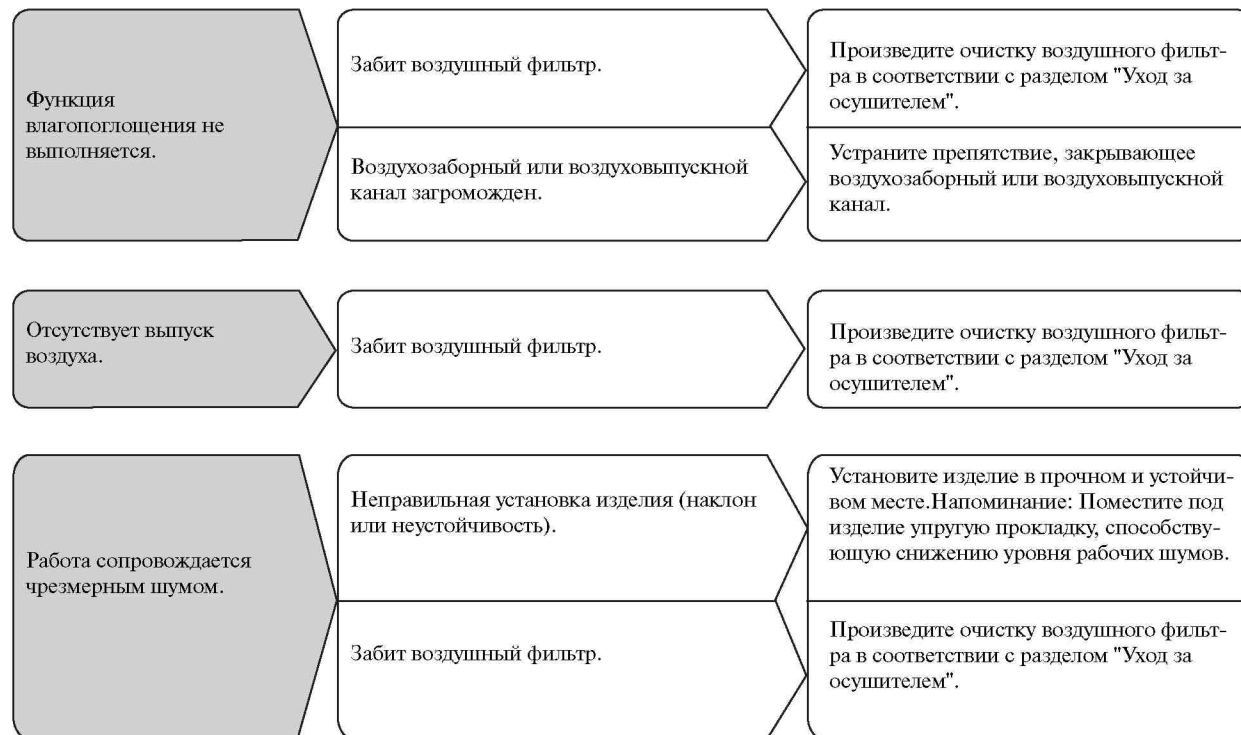 Функция
влагопоглощения не
выполняется.
Забит воздушный фильтр.
Произведите очистку воздушного фильт-
ра в соответствии с разделом "Уход за
осушителем".
Воздухозаборный или воздуховыпускной
канал загроможден.
Устраните препятствие, закрывающее
воздухозаборный или воздуховыпускной
канал.
Отсутствует выпуск
воздуха.
Забит воздушный фильтр.
Произведите очистку воздушного фильт-
ра в соответствии с разделом "Уход за
осушителем".
Работа сопровождается
чрезмерным шумом.
Неправильная установка изделия (наклон
или неустойчивость).
Установите изделие в прочном и устойчи-
вом месте.Напоминание: Поместите под
изделие упругую прокладку, способству-
ющую снижению уровня рабочих шумов.
Забит воздушный фильтр.
Произведите очистку воздушного фильт-
ра в соответствии с разделом "Уход за
осушителем".